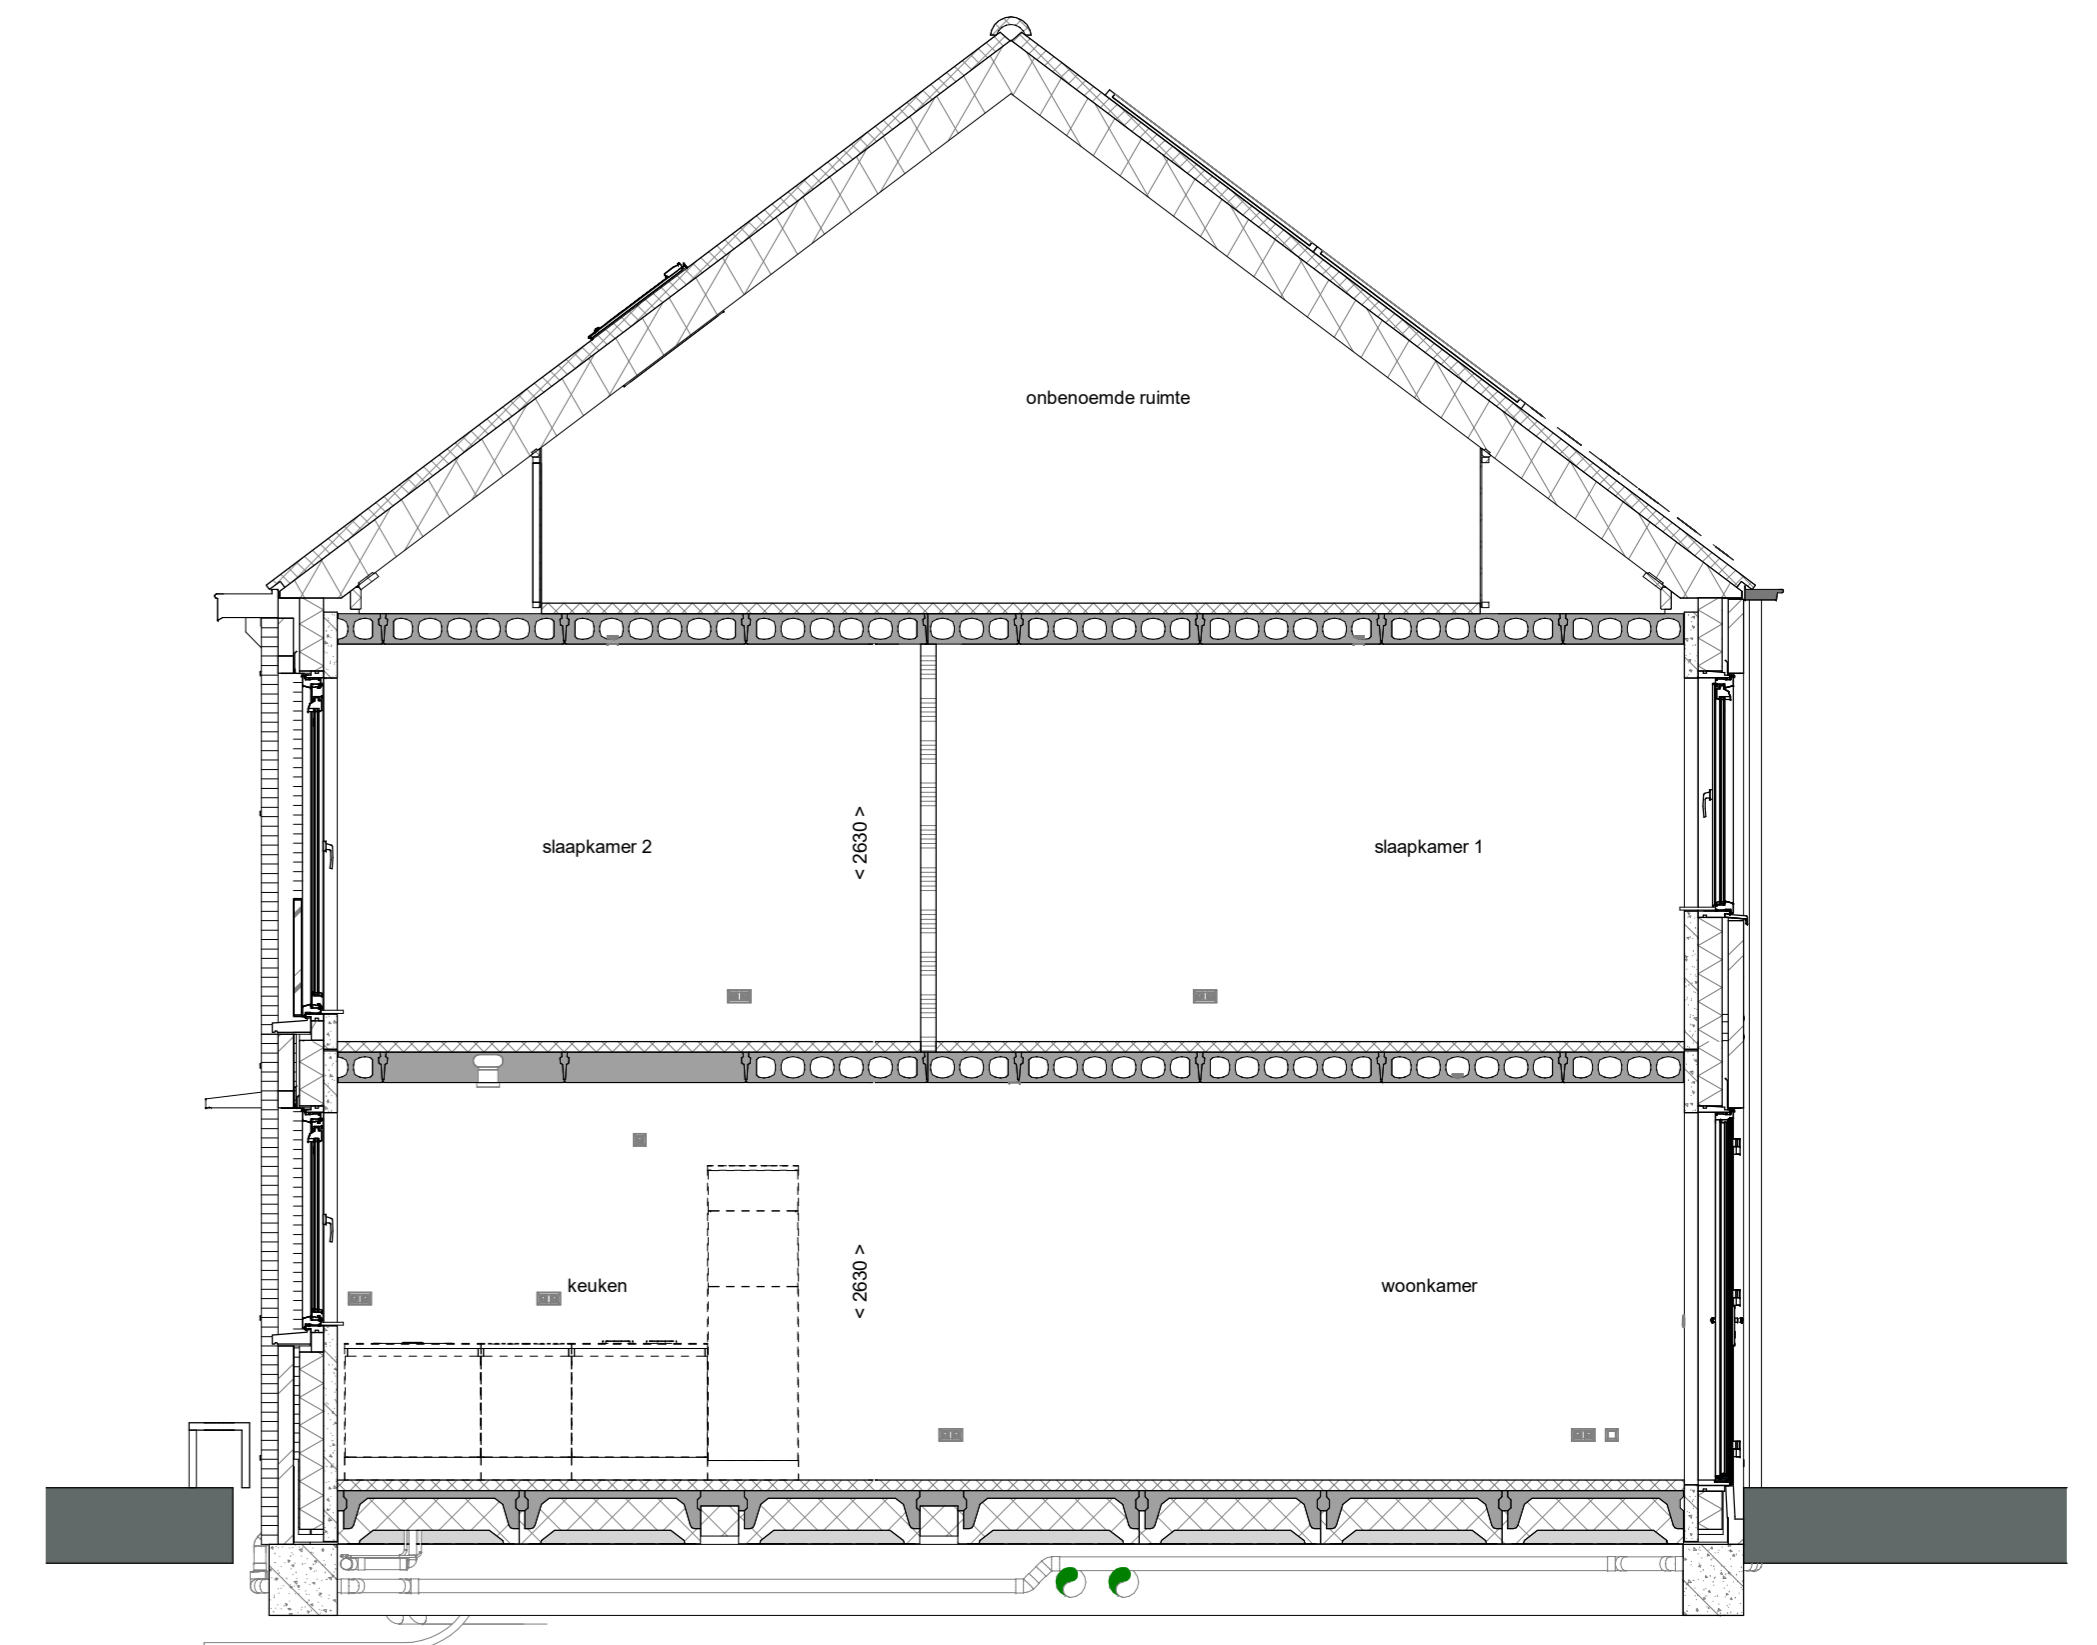 onbenoemde ruimte
slaapkamer 2
< 2630 >
slaapkamer 1
keuken
< 2630 >
woonkamer